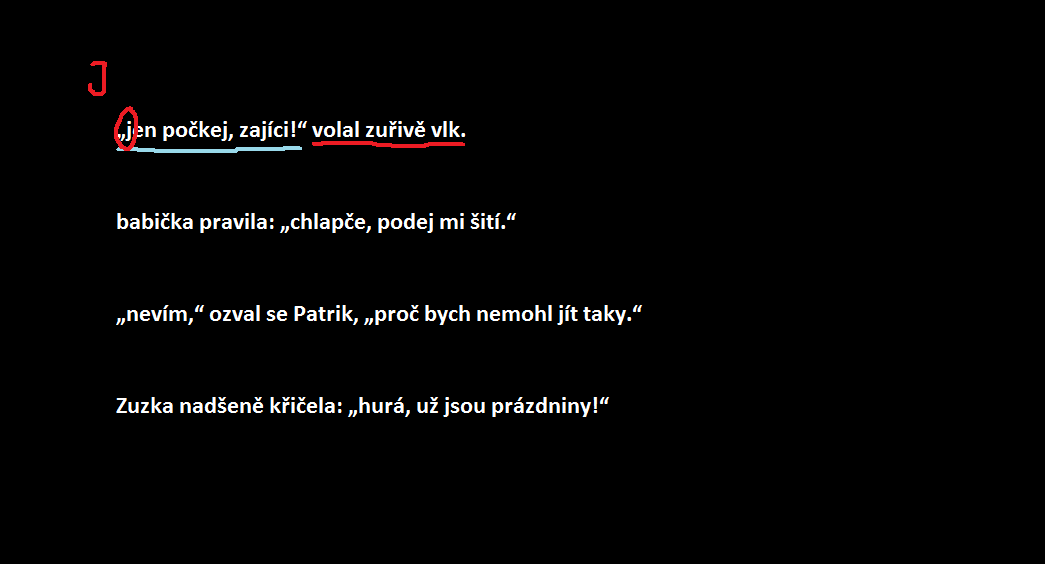 J
„jen počkej, zajíci!“ volal zuřivě vlk.
babička pravila: „chlapče, podej mi šití.“
„nevím,“ ozval se Patrik, „proč bych nemohl jít taky.“
Zuzka nadšeně křičela: „hurá, už jsou prázdniny!“